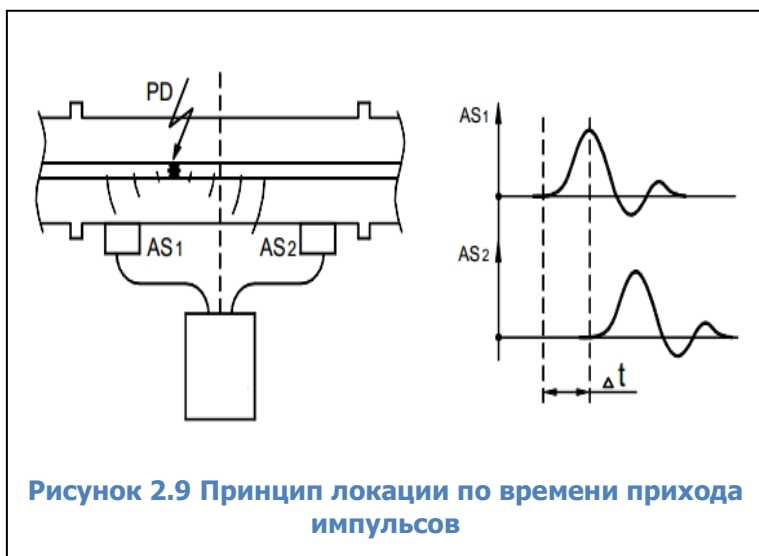 PD
AS1
AS2
AS1
AS2
Δt
Рисунок 2.9 Принцип локации по времени прихода
импульсов